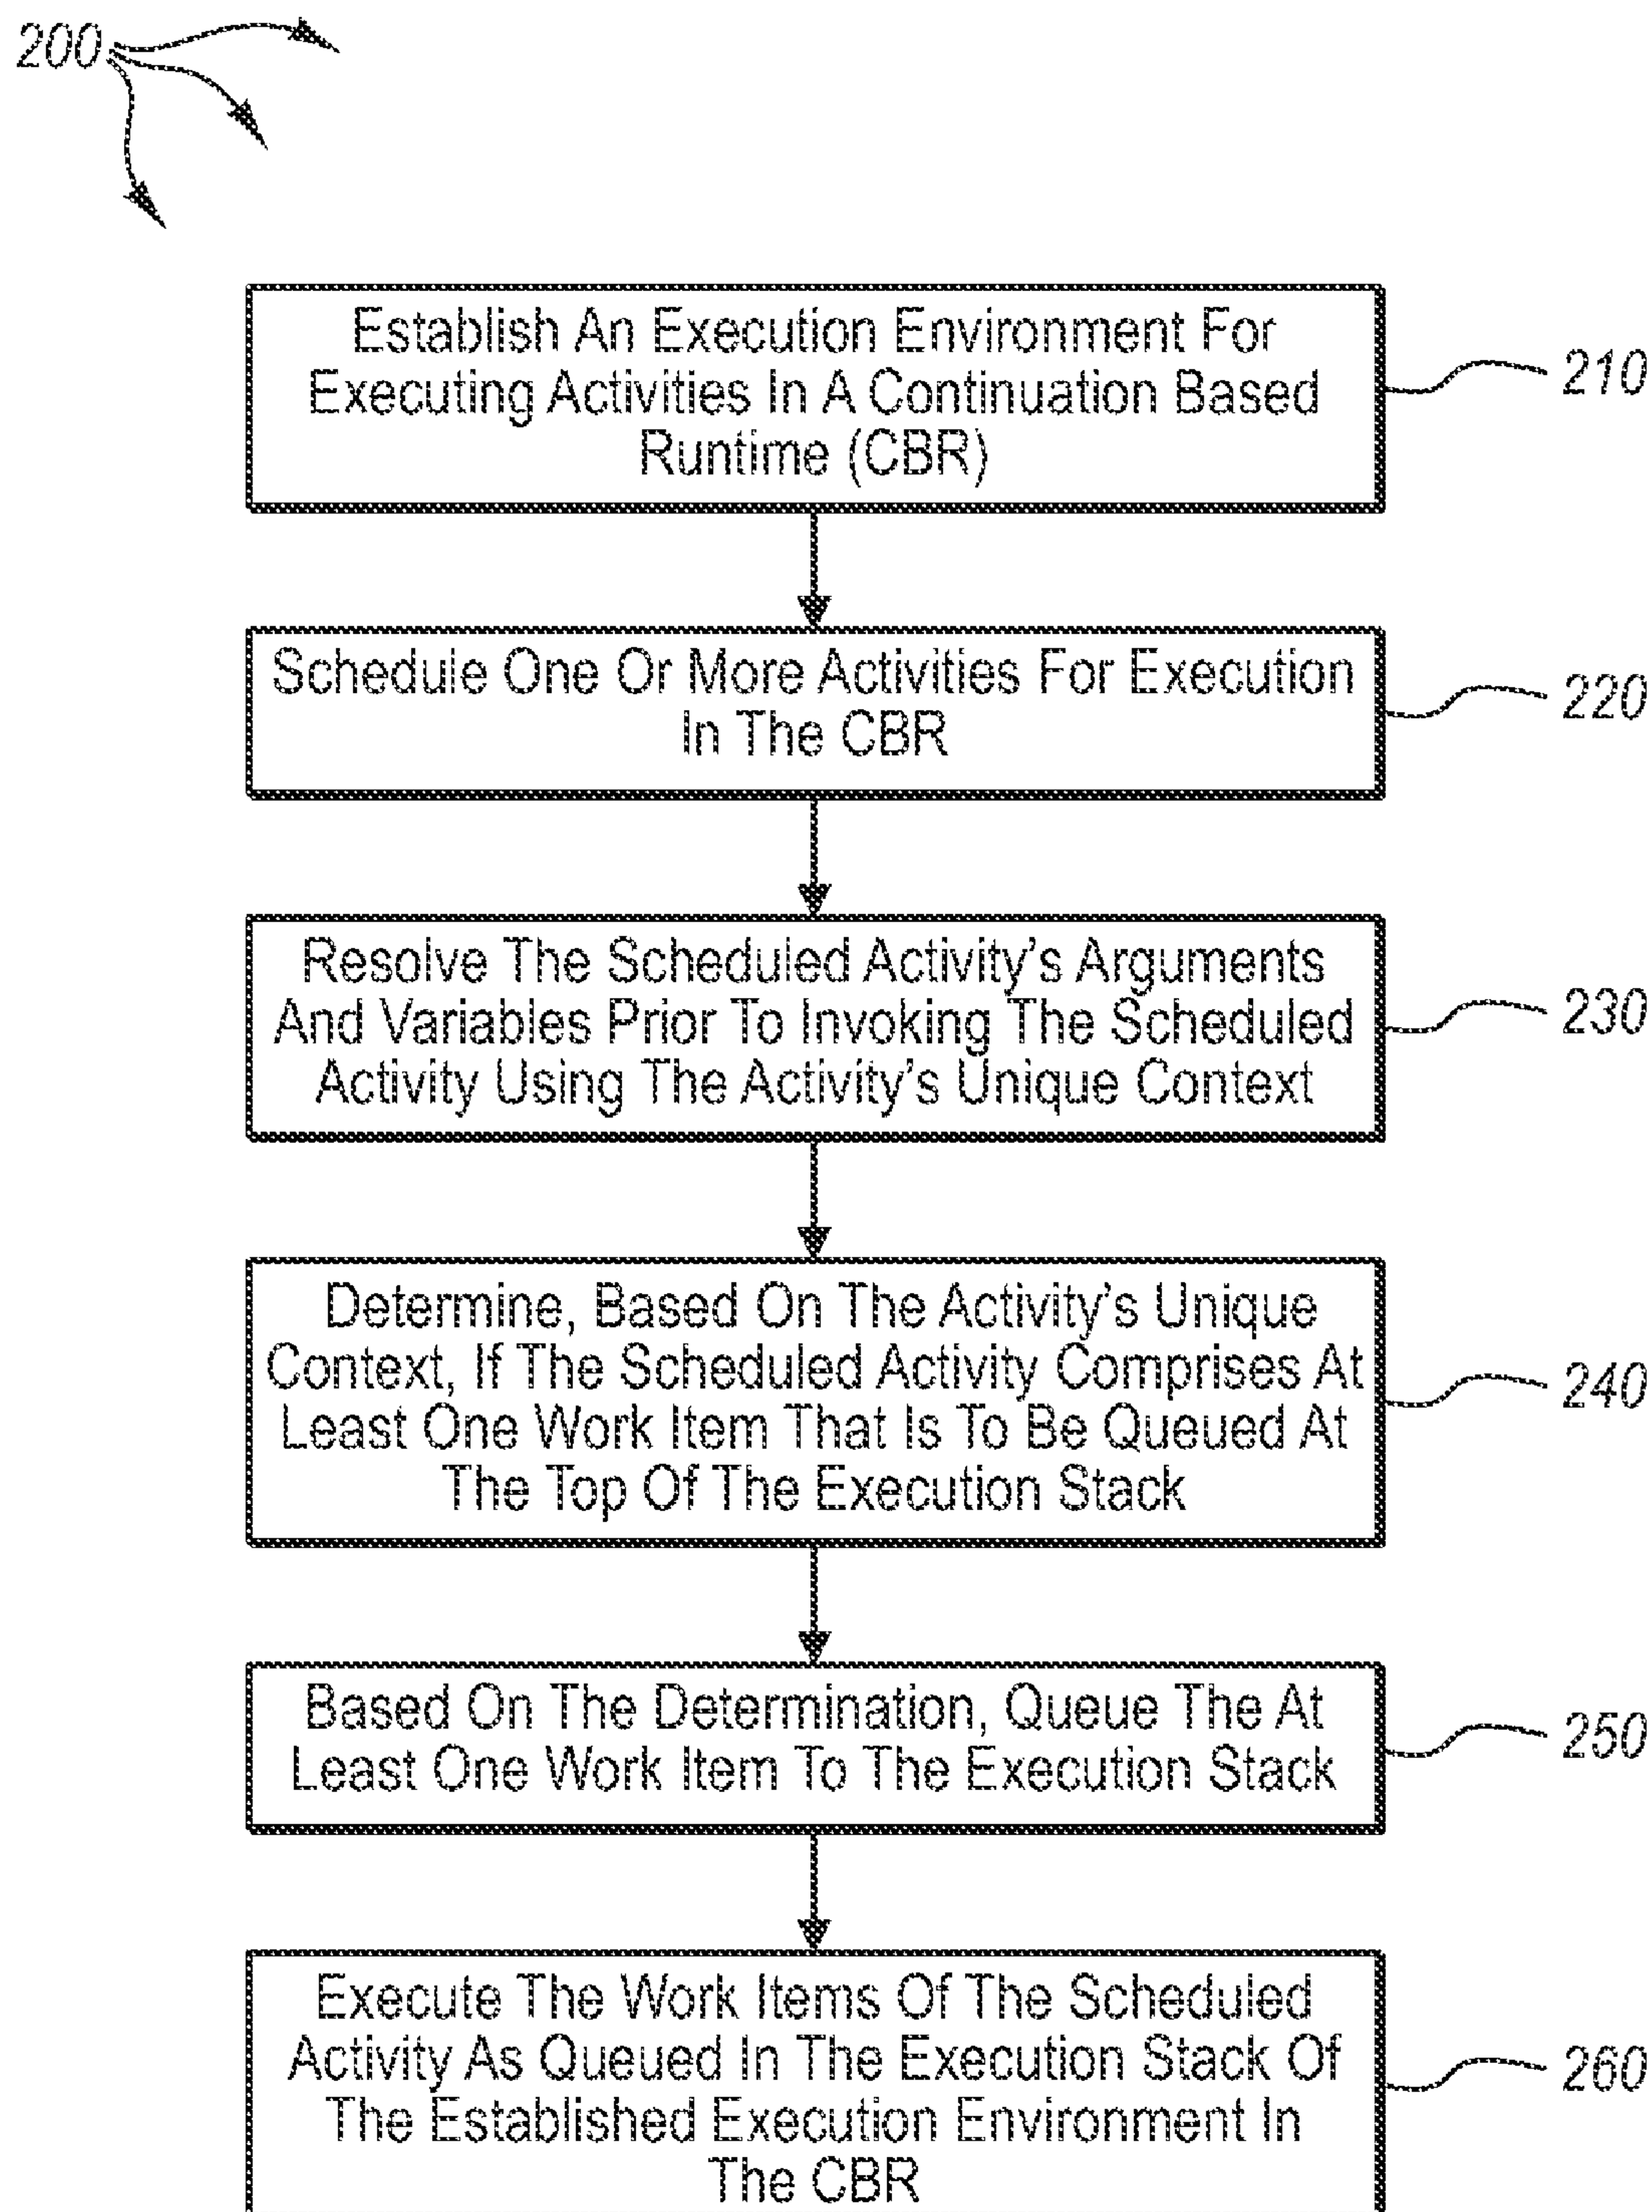 200
Establish An Execution Environment For
Executing Activities In A Continuation Based
Runtime (CBR)
210
Schedule One Or More Activities For Execution
In The CBR
220
Resolve The Scheduled Activity's Arguments
And Variables Prior To Invoking The Scheduled
Activity Using The Activity's Unique Context
230
Determine, Based On The Activity's Unique
Context, If The Scheduled Activity Comprises At
Least One Work Item That Is To Be Queued At
The Top Of The Execution Stack
240
Based On The Determination, Queue The At
Least One Work Item To The Execution Stack
250
Execute The Work Items Of The Scheduled
Activity As Queued In The Execution Stack Of
The Established Execution Environment In
The CBR
260